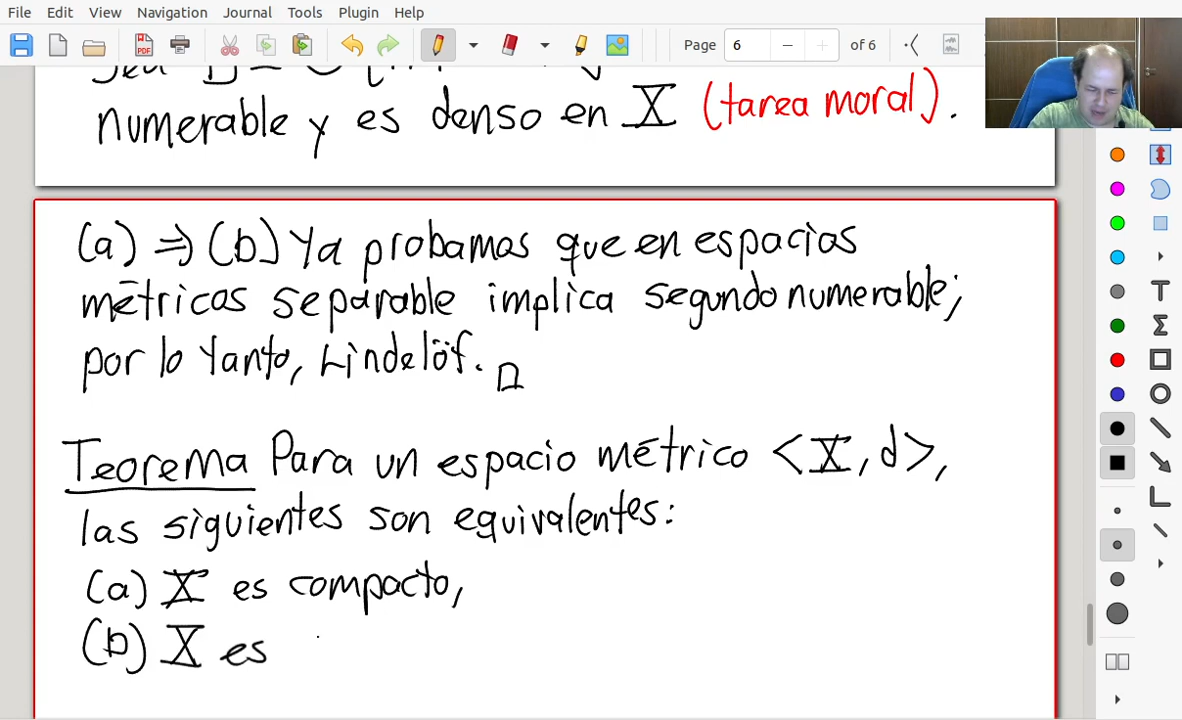 File Edit View Navigation Journal Tools Plugin Help
Page 6 of 6
numerable y es denso en X (tarea moral).
(a) ⇒ (b) Ya probamos que en espacios
métricos separable implica segundo numerable;
por lo tanto, Lindelöf. □
Teorema Para un espacio métrico <X, d>,
las siguientes son equivalentes:
(a) X es compacto,
(b) X es